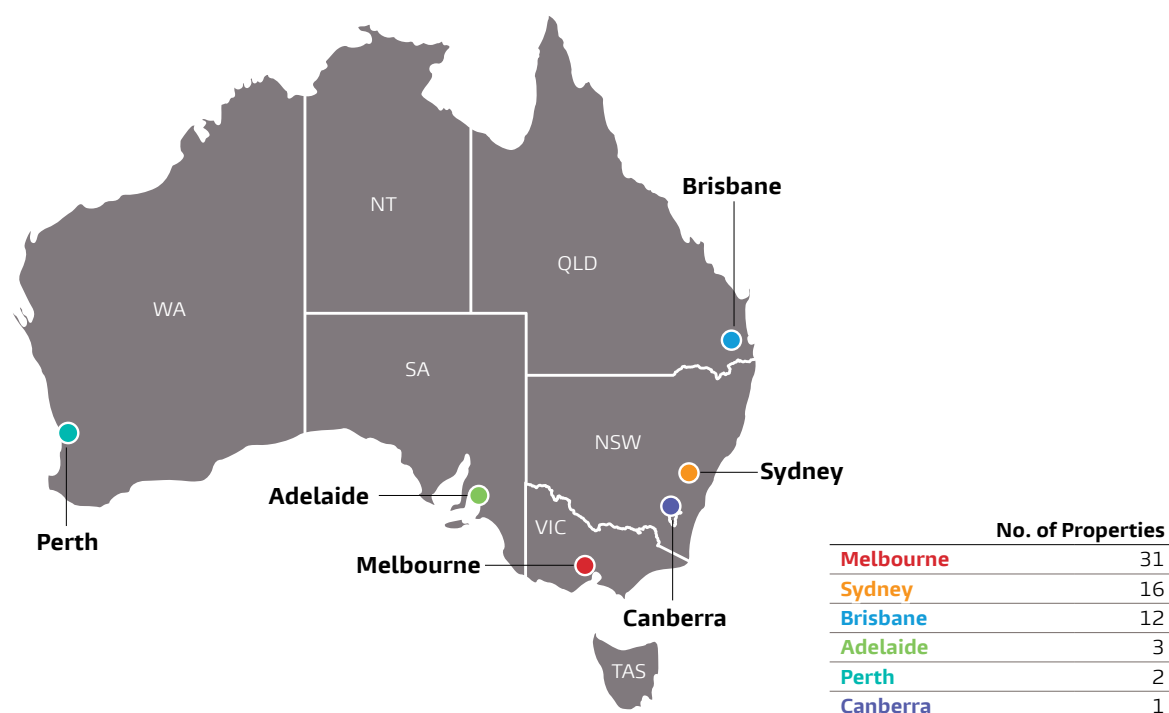 Brisbane
NT
QLD
WA
SA
NSW
Sydney
Adelaide
VIC
Perth
Melbourne
Canberra
TAS
No. of Properties
Melbourne 31
Sydney 16
Brisbane 12
Adelaide 3
Perth 2
Canberra 1